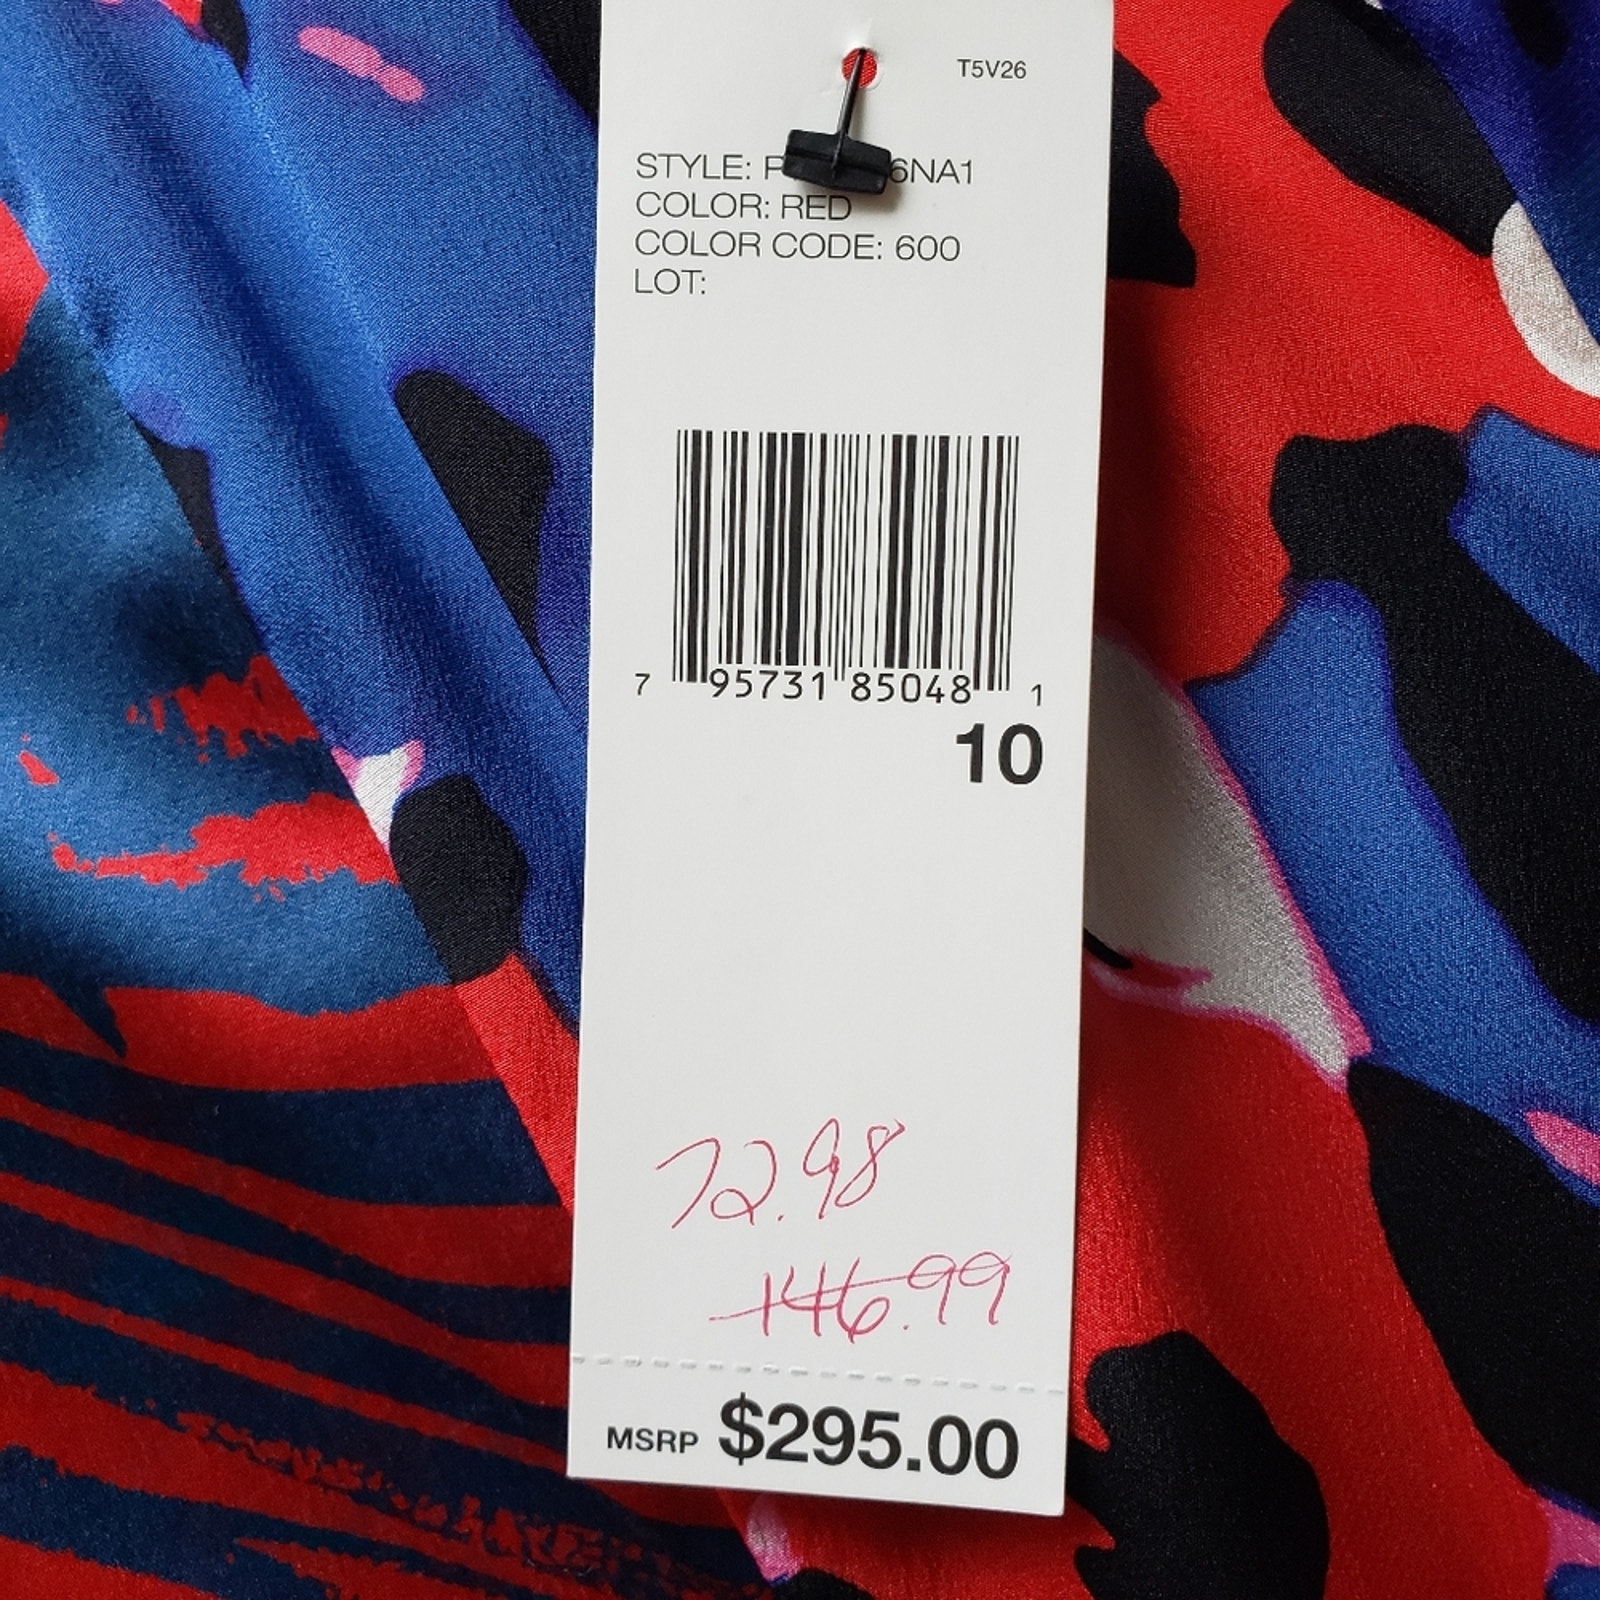 T5V26
STYLE:
COLOR: RED
COLOR CODE: 600
LOT:
7 95731 85048 1
10
72.98
146.99
MSRP $295.00